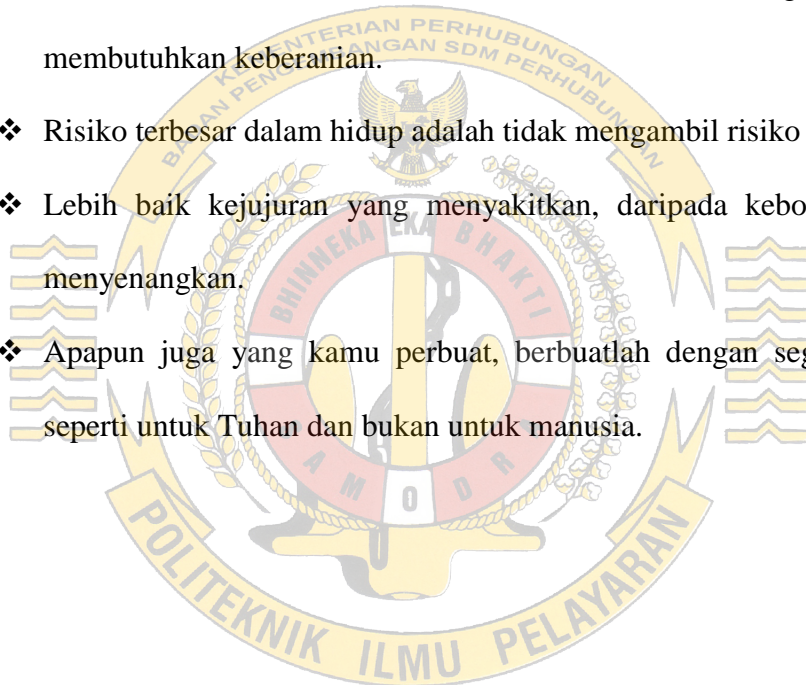 membutuhkan keberanian.
❖ Risiko terbesar dalam hidup adalah tidak mengambil risiko
❖ Lebih baik kejujuran yang menyakitkan, daripada
menyenangkan.
❖ Apapun juga yang kamu perbuat, berbuatlah dengan
seperti untuk Tuhan dan bukan untuk manusia.
KEMENTERIAN PERHUBUNGAN
BADAN PENGEMBANGAN SDM PERHUBUNGAN
BHINNEKA EKA BHAKTI
SAMODRA
POLITEKNIK ILMU PELAYARAN